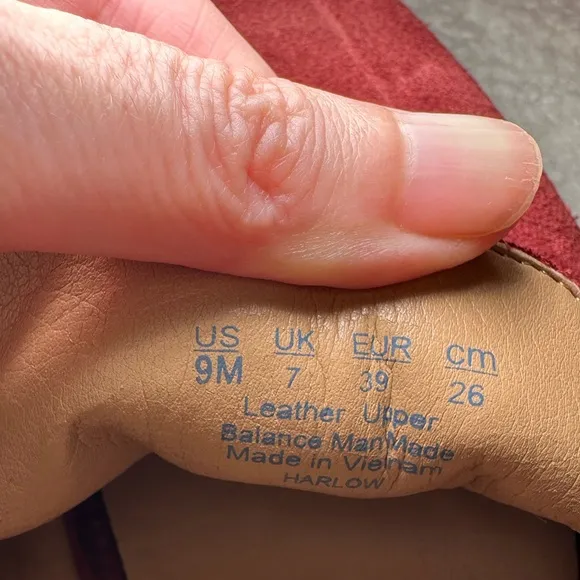 US UK EUR cm
9M 7 39 26
Leather Upper
Balance ManMade
Made in Vietnam
HARLOW